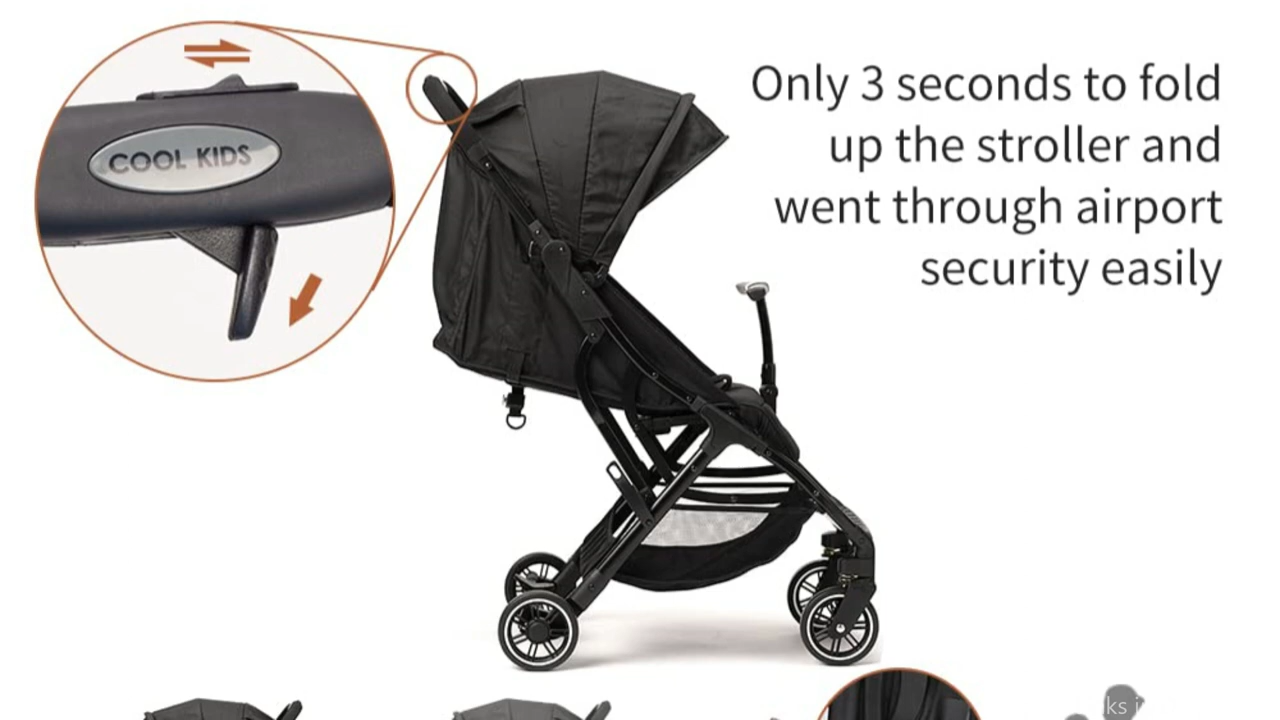 COOL KIDS
Only 3 seconds to fold
up the stroller and
went through airport
security easily